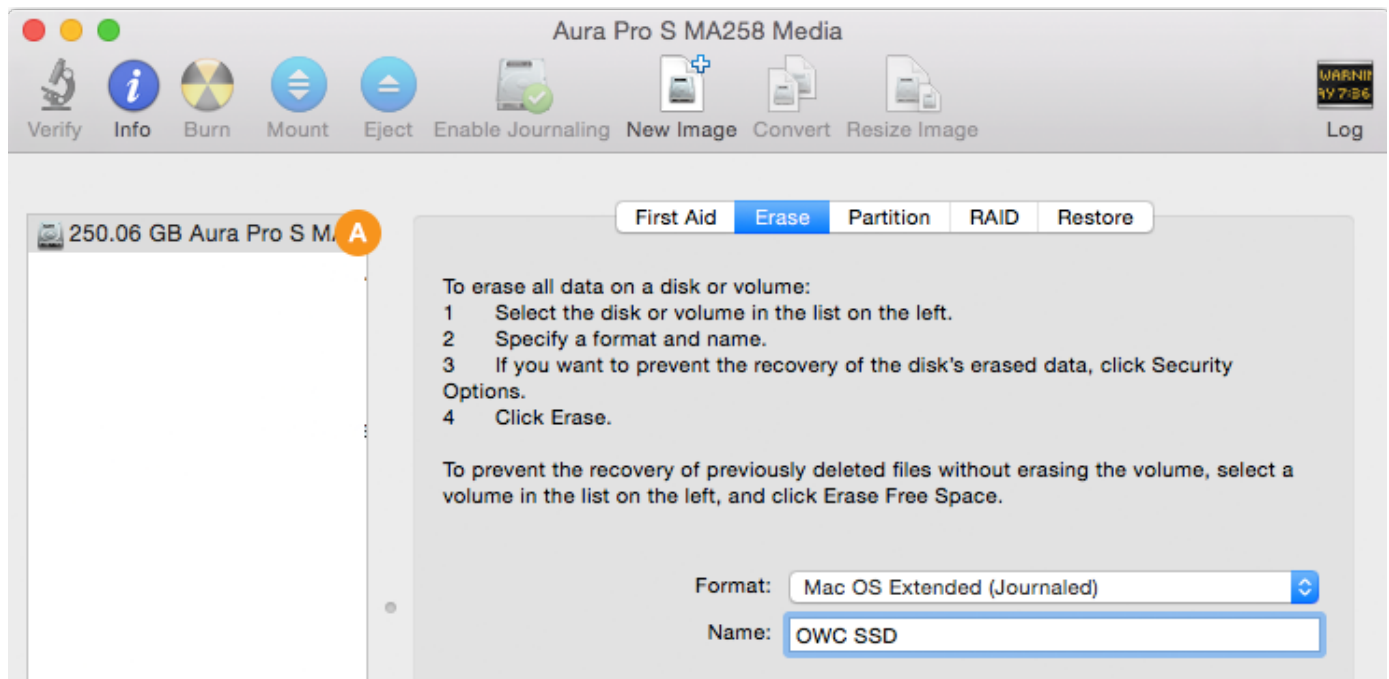 Aura Pro S MA258 Media
WARNIN
AY 7:36
Verify Info Burn Mount Eject Enable Journaling New Image Convert Resize Image Log
First Aid Erase Partition RAID Restore
250.06 GB Aura Pro S M A
To erase all data on a disk or volume:
1 Select the disk or volume in the list on the left.
2 Specify a format and name.
3 If you want to prevent the recovery of the disk's erased data, click Security
Options.
4 Click Erase.
To prevent the recovery of previously deleted files without erasing the volume, select a
volume in the list on the left, and click Erase Free Space.
Format: Mac OS Extended (Journaled)
Name: OWC SSD